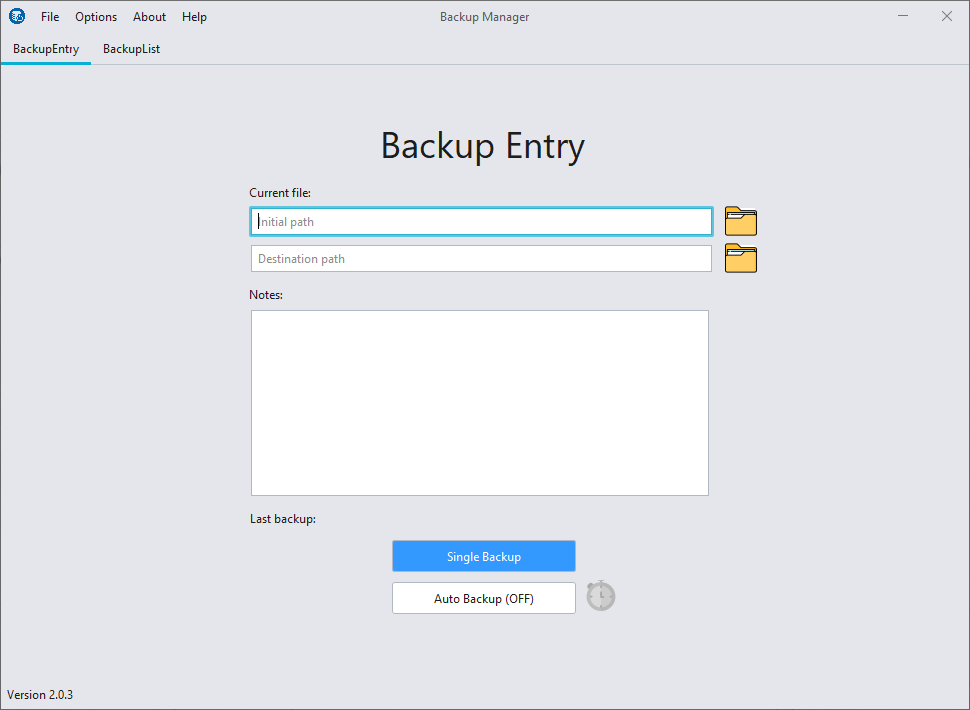 File Options About Help Backup Manager
BackupEntry BackupList
Backup Entry
Current file:
Initial path
Destination path
Notes:
Last backup:
Single Backup
Auto Backup (OFF)
Version 2.0.3